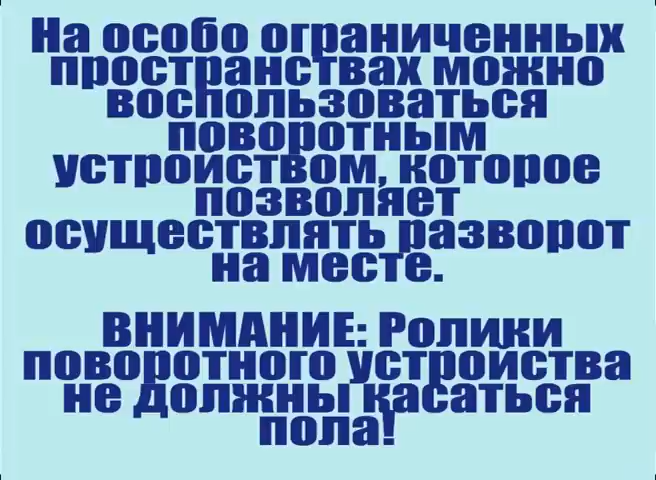 На особо ограниченных
пространствах можно
воспользоваться
поворотным
устройством, которое
позволяет
осуществлять разворот
на месте.
ВНИМАНИЕ: Ролики
поворотного устройства
не должны касаться
пола!